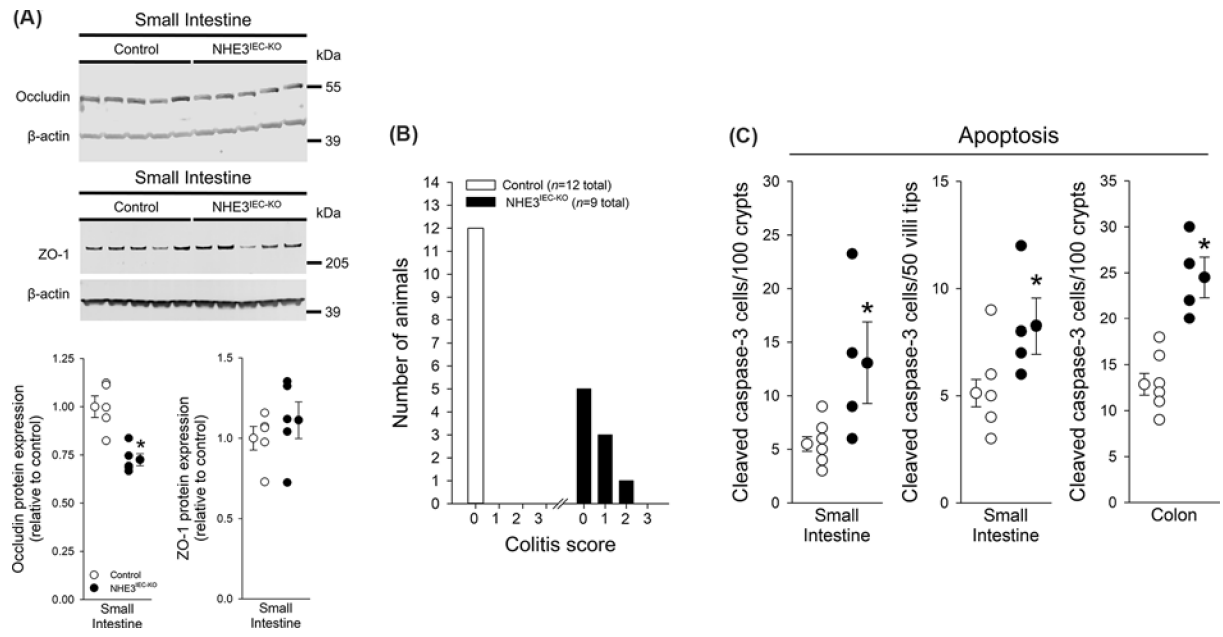 (A)
Small Intestine
Control NHE3IEC-KO kDa
Occludin 55
β-actin 39
Small Intestine
Control NHE3IEC-KO kDa
ZO-1 205
β-actin 39
Occludin protein expression
(relative to control)
1.25
1.00
0.75
0.50
0.25
0.00
*
Control
NHE3IEC-KO
Small
Intestine
ZO-1 protein expression
(relative to control)
1.5
1.0
0.5
0.0
Small
Intestine
(B)
Number of animals
14
13
12
11
10
9
8
7
6
5
4
3
2
1
0
Control (n=12 total)
NHE3IEC-KO (n=9 total)
0 1 2 3 0 1 2 3
Colitis score
(C)
Apoptosis
Cleaved caspase-3 cells/100 crypts
30
25
20
15
10
5
0
*
Small
Intestine
Cleaved caspase-3 cells/50 villi tips
15
10
5
0
*
Small
Intestine
Cleaved caspase-3 cells/100 crypts
35
30
25
20
15
10
5
0
*
Colon